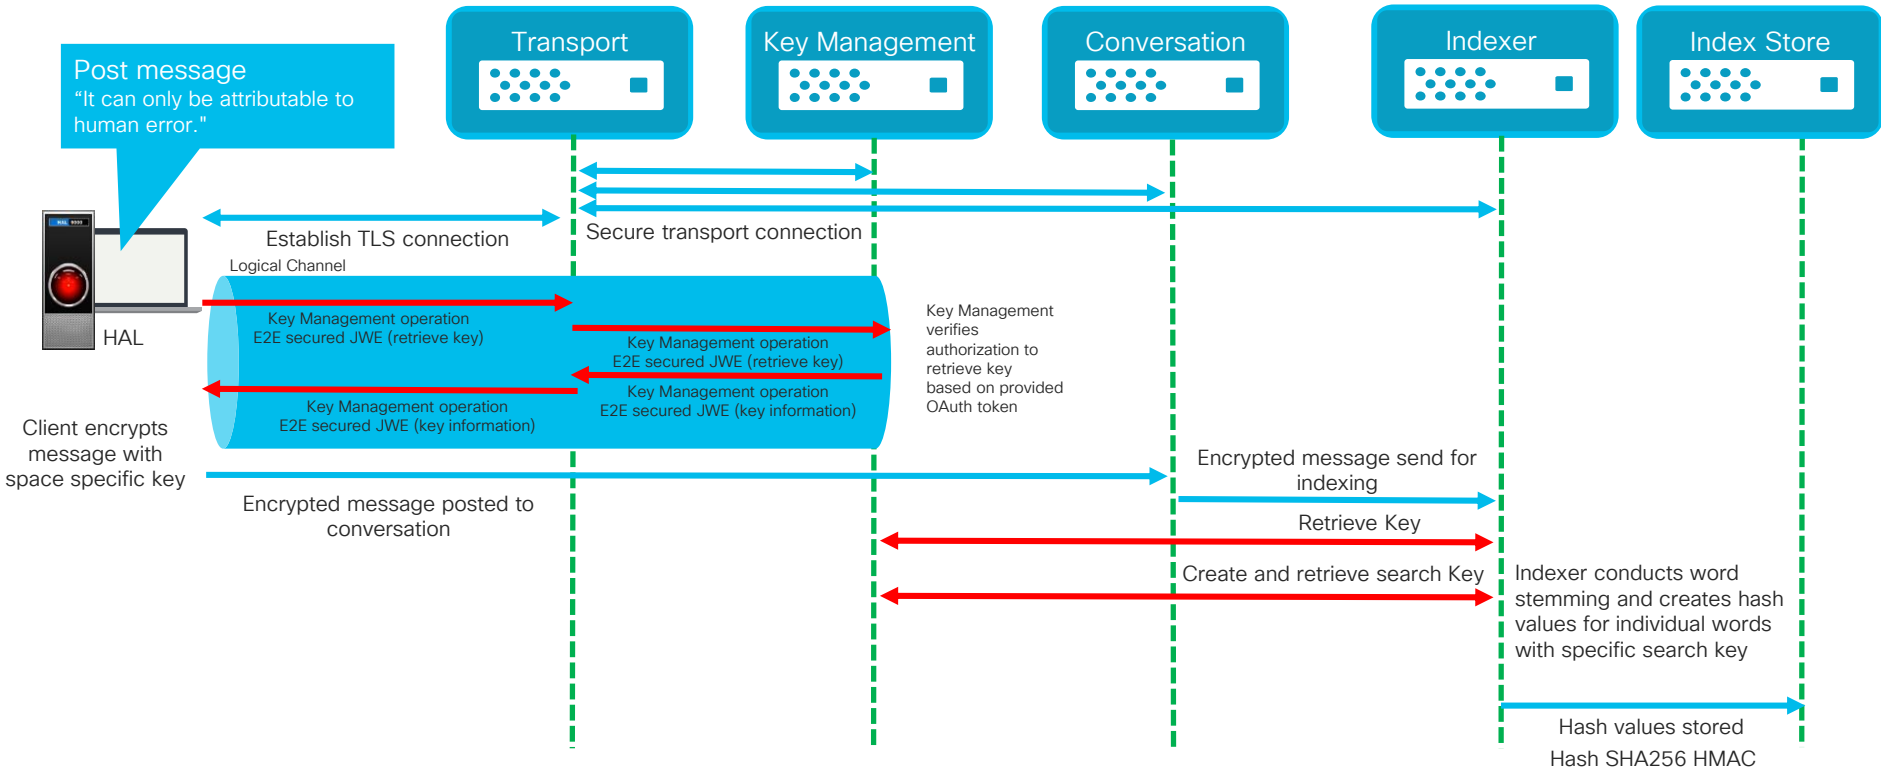 Transport
Key Management
Conversation
Indexer
Index Store
Post message
“It can only be attributable to
human error."
HAL 9000
Establish TLS connection
Secure transport connection
Logical Channel
HAL
Key Management operation
E2E secured JWE (retrieve key)
Key Management operation
E2E secured JWE (retrieve key)
Key Management operation
E2E secured JWE (key information)
Key Management operation
E2E secured JWE (key information)
Key Management
verifies
authorization to
retrieve key
based on provided
OAuth token
Client encrypts
message with
space specific key
Encrypted message posted to
conversation
Encrypted message send for
indexing
Retrieve Key
Create and retrieve search Key
Indexer conducts word
stemming and creates hash
values for individual words
with specific search key
Hash values stored
Hash SHA256 HMAC